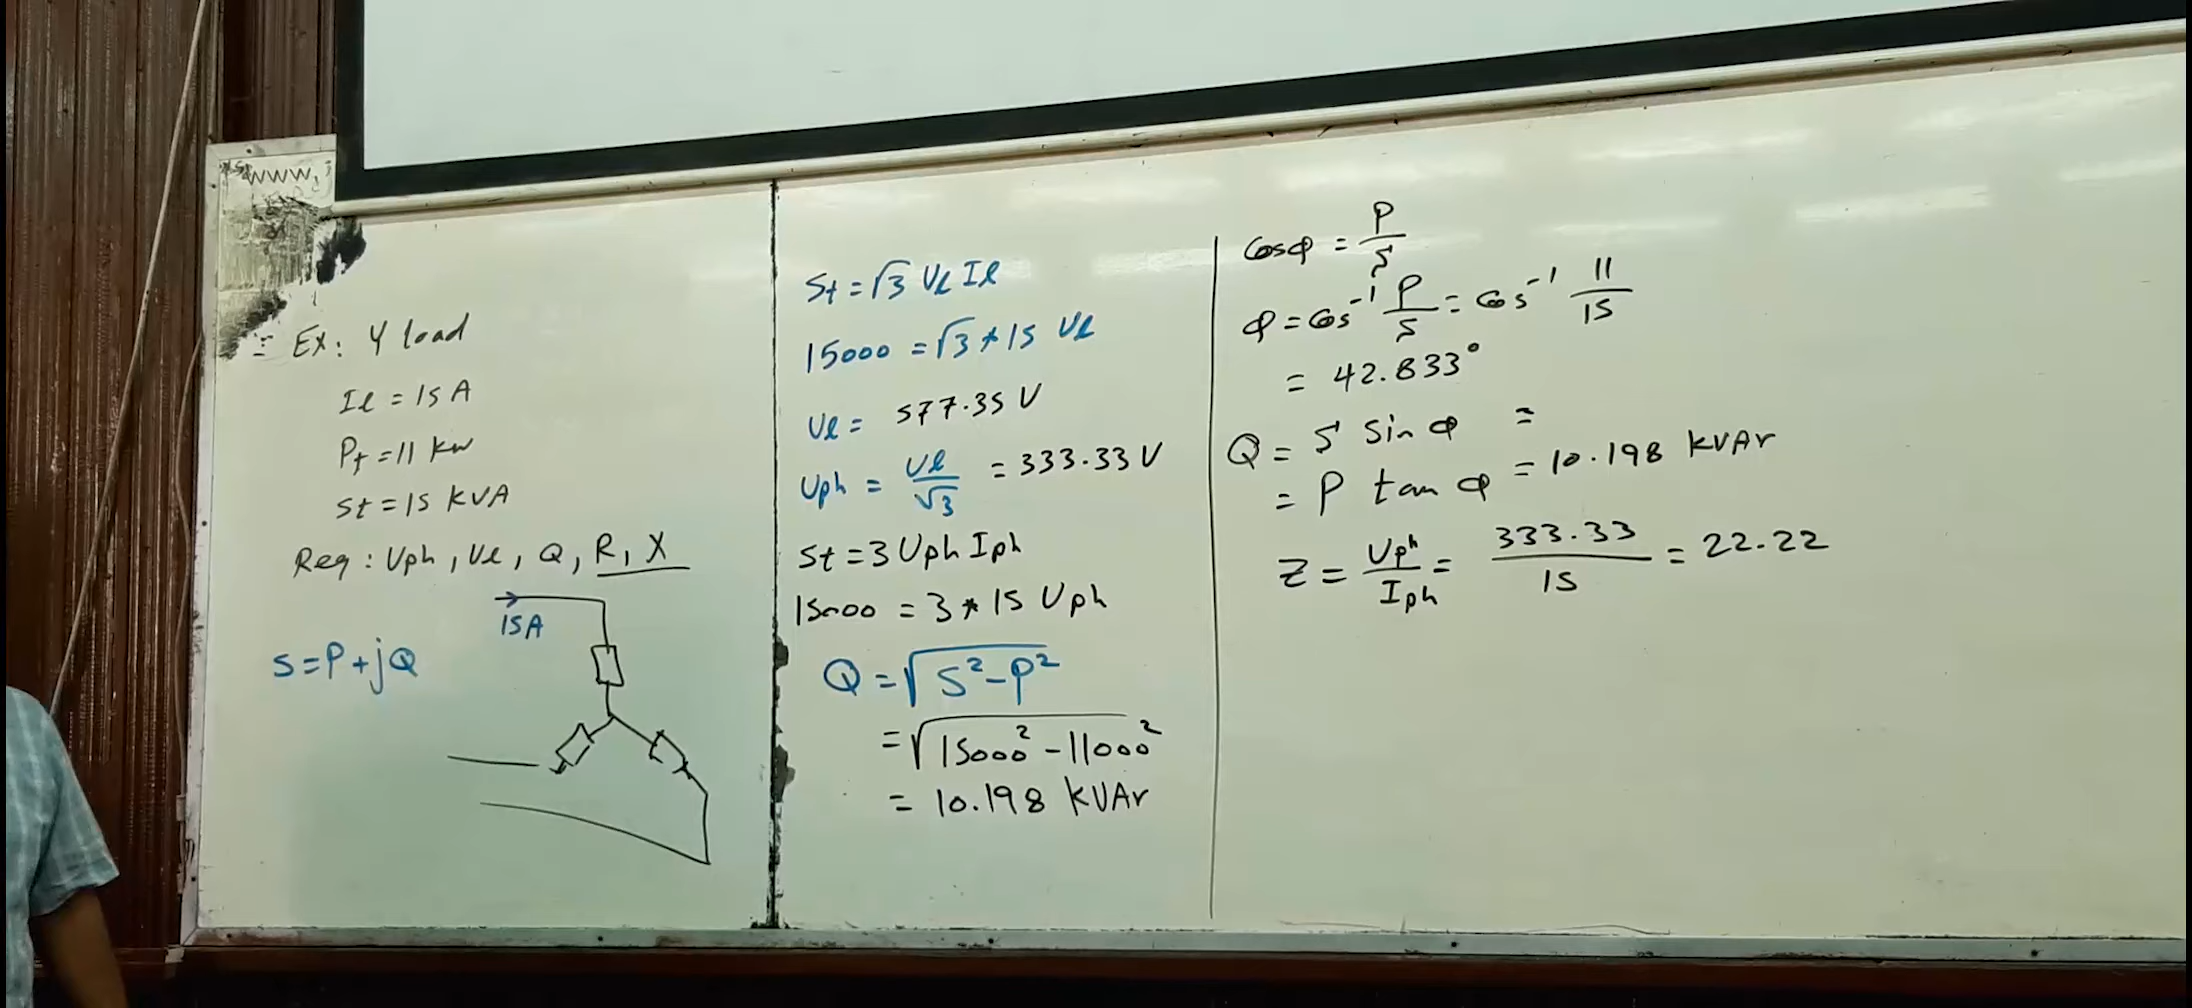 www.
Ex: Y load
Il = 15 A
Pt = 11 kw
St = 15 KVA
Req: Uph, Ul, Q, R, X
15A
S = P + jQ
St = √3 Ul Il
15000 = √3 * 15 Ul
Ul = 577.35 V
Uph = Ul/√3 = 333.33 V
St = 3 Uph Iph
15000 = 3 * 15 Uph
Q = √(S² - P²)
= √(15000² - 11000²)
= 10.198 KVAr
Cosφ = P/S
φ = Cos⁻¹ P/S = Cos⁻¹ 11/15
= 42.833°
Q = S sin φ =
= P tan φ = 10.198 KVAr
Z = Uph/Iph = 333.33/15 = 22.22